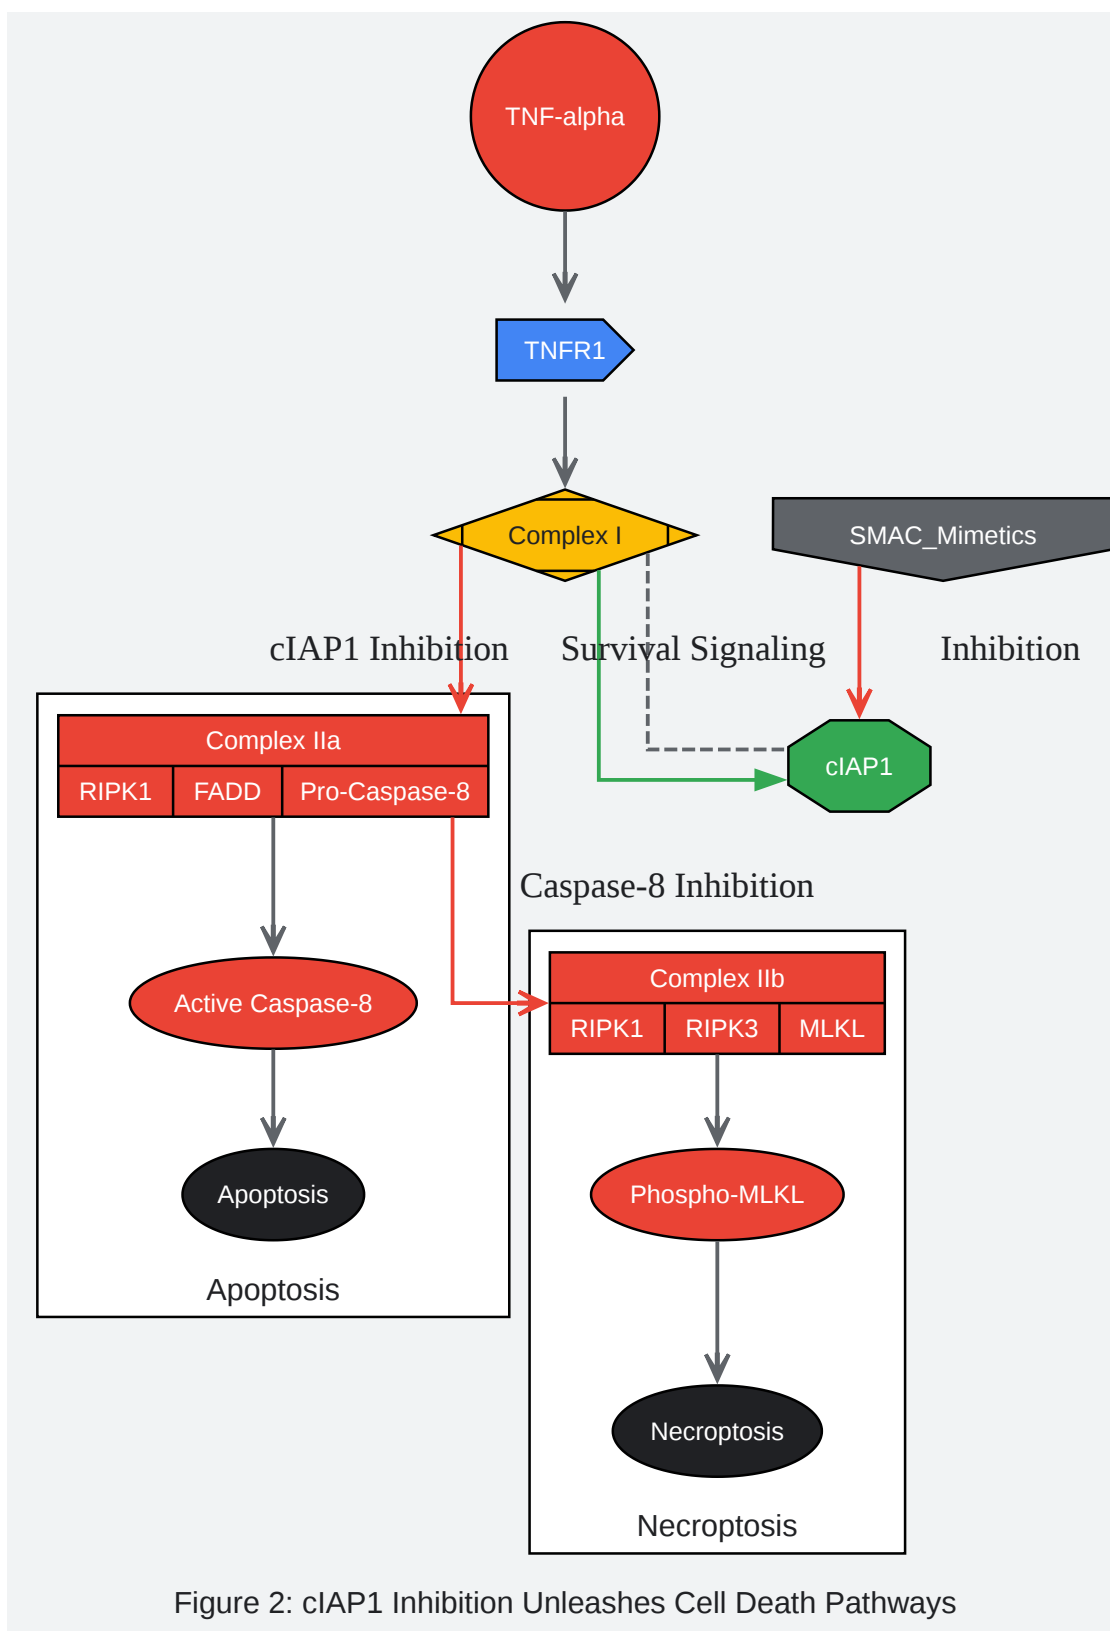 TNF-alpha
TNFR1
Complex I
SMAC_Mimetics
cIAP1 Inhibition
Survival Signaling
Inhibition
Complex IIa
RIPK1
FADD
Pro-Caspase-8
cIAP1
Caspase-8 Inhibition
Active Caspase-8
Complex IIb
RIPK1
RIPK3
MLKL
Apoptosis
Phospho-MLKL
Apoptosis
Necroptosis
Necroptosis
Figure 2: cIAP1 Inhibition Unleashes Cell Death Pathways